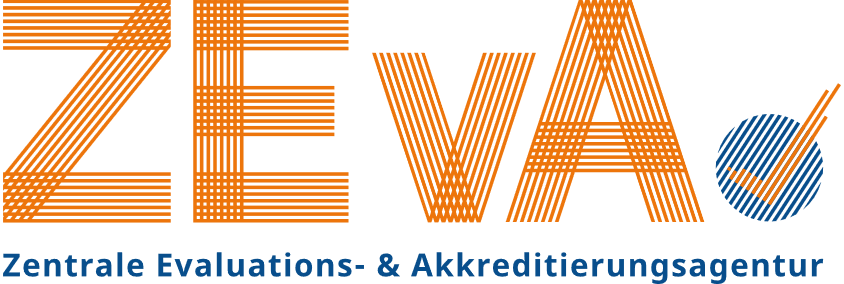 ZEvA
Zentrale Evaluations- & Akkreditierungsagentur